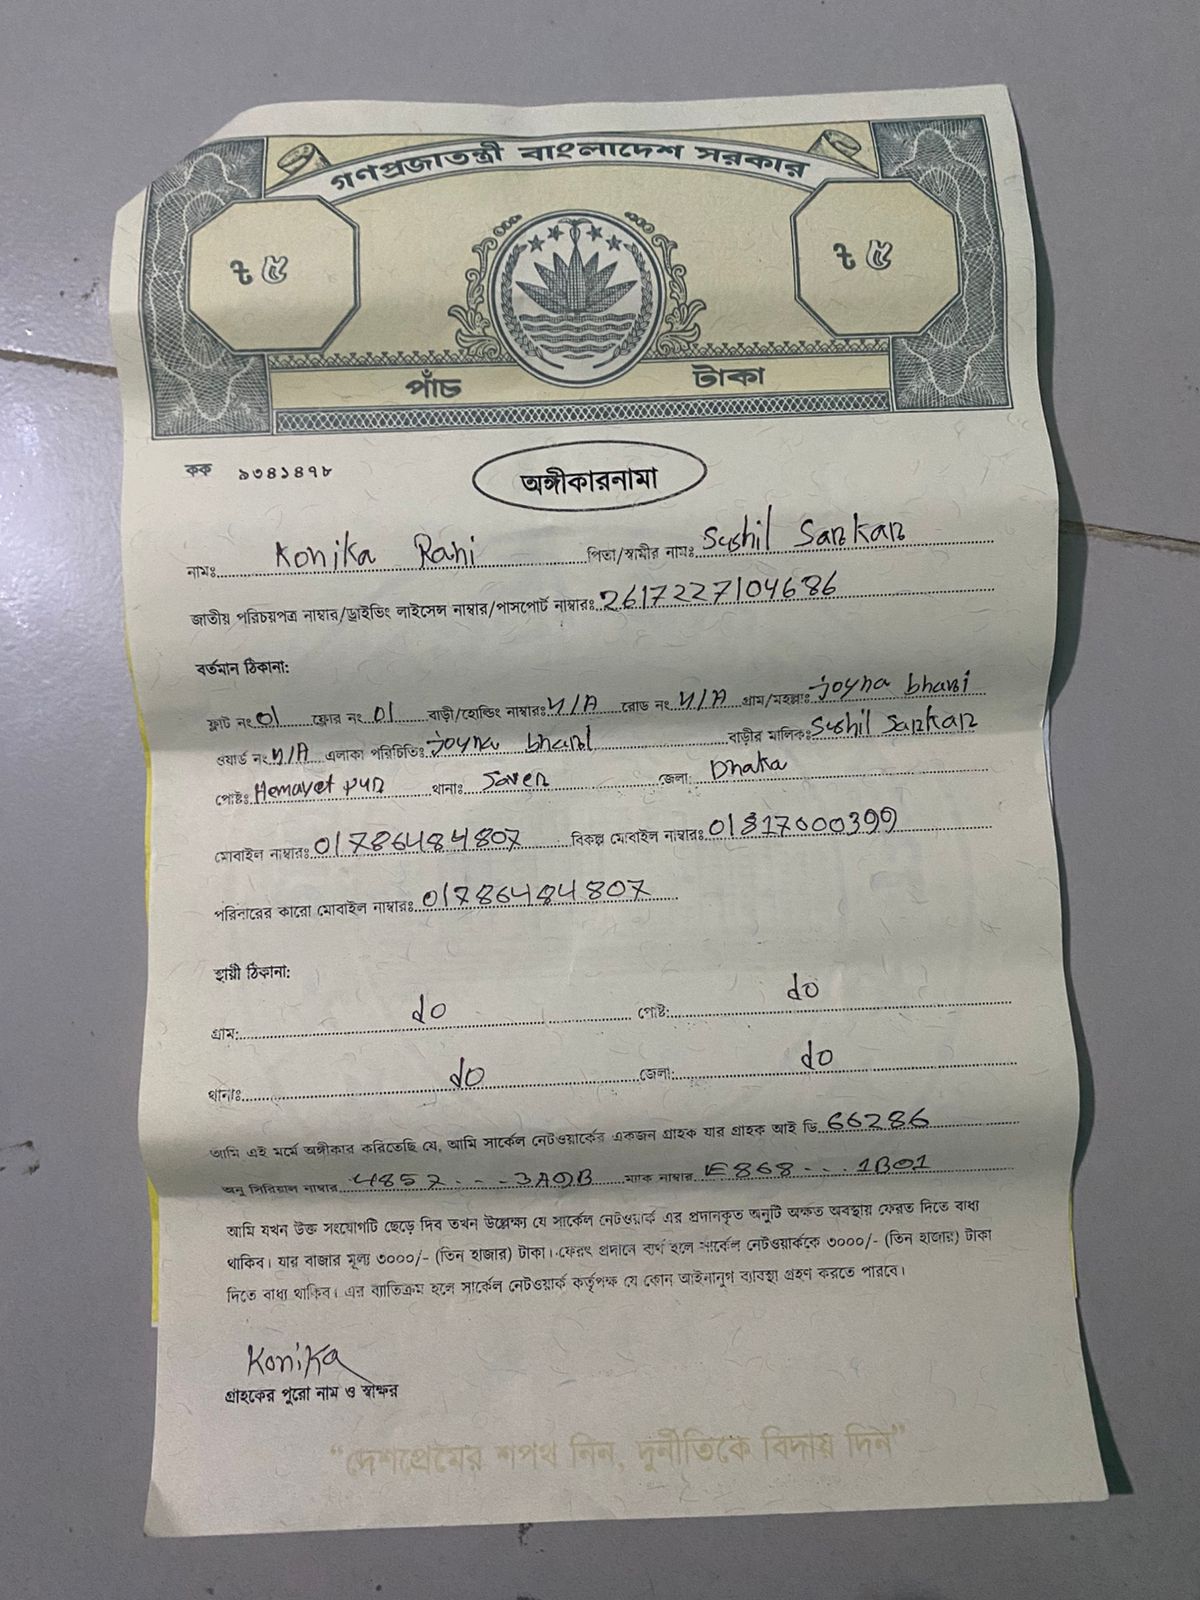 গণপ্রজাতন্ত্রী বাংলাদেশ সরকার
৳ ৫ ৳ ৫
পাঁচ টাকা
কক ৯৩৪১৪৭৮
অঙ্গীকারনামা
নামঃ Konika Rani পিতা/স্বামীর নামঃ Sushil Sarkar
জাতীয় পরিচয়পত্র নাম্বার/ড্রাইভিং লাইসেন্স নাম্বার/পাসপোর্ট নাম্বারঃ 2617227104686
বর্তমান ঠিকানা:
ফ্লাট নং 01 ফ্লোর নং 01 বাড়ী/হোল্ডিং নাম্বারঃ N/A রোড নং N/A গ্রাম/মহল্লাঃ joyna bhari
ওয়ার্ড নং N/A এলাকা পরিচিতিঃ joyna বাড়ীর মালিকঃ Sushil Sarkar
পোষ্টঃ Hemayet pur থানাঃ Saver জেলা: Dhaka
মোবাইল নাম্বারঃ 01786484807 বিকল্প মোবাইল নাম্বারঃ 01817000399
পরিবারের কারো মোবাইল নাম্বারঃ 01786484807
স্থায়ী ঠিকানা:
গ্রাম: do পোষ্ট: do
থানাঃ do জেলা: do
আমি এই মর্মে অঙ্গীকার করিতেছি যে, আমি সার্কেল নেটওয়ার্কের একজন গ্রাহক যার গ্রাহক আই ডি 66286
অনু সিরিয়াল নাম্বার 4857---3A9B ম্যাক নাম্বার E868---1B01
আমি যখন উক্ত সংযোগটি ছেড়ে দিব তখন উল্লেক্ষ্য যে সার্কেল নেটওয়ার্ক এর প্রদানকৃত অনুটি অক্ষত অবস্থায় ফেরত দিতে বাধ্য
থাকিব। যার বাজার মূল্য ৩০০০/- (তিন হাজার) টাকা। ফেরৎ প্রদানে ব্যর্থ হলে সার্কেল নেটওয়ার্ককে ৩০০০/- (তিন হাজার) টাকা
দিতে বাধ্য থাকিব। এর ব্যতিক্রম হলে সার্কেল নেটওয়ার্ক কর্তৃপক্ষ যে কোন আইনানুগ ব্যাবস্থা গ্রহণ করতে পারবে।
Konika
গ্রাহকের পুরো নাম ও স্বাক্ষর
“দেশপ্রেমের শপথ নিন, দুর্নীতিকে বিদায় দিন”